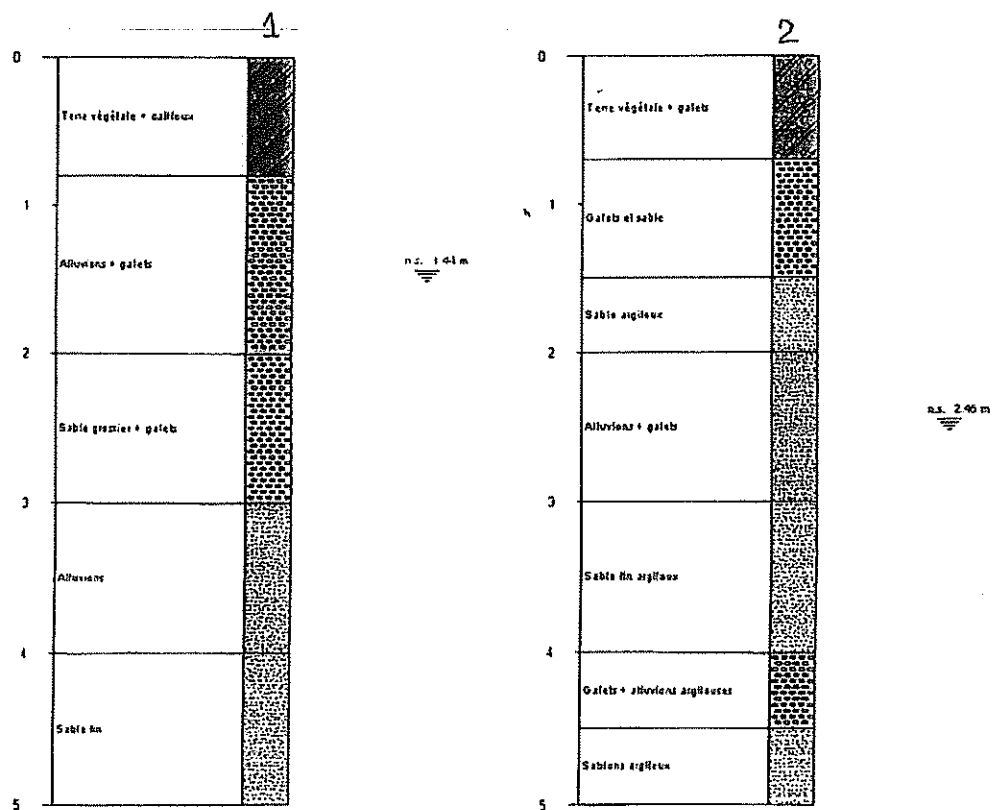 1
0
Terre végétale + cailloux
1
Alluvions + galets
n.s. 1.43 m
2
Sable grossier + galets
3
Alluvions
4
Sable fin
5
2
0
Terre végétale + galets
1
Galets et sable
Sable argileux
2
Alluvions + galets
n.s. 2.46 m
3
Sable fin argileux
4
Galets + alluvions argileuses
Sablons argileux
5